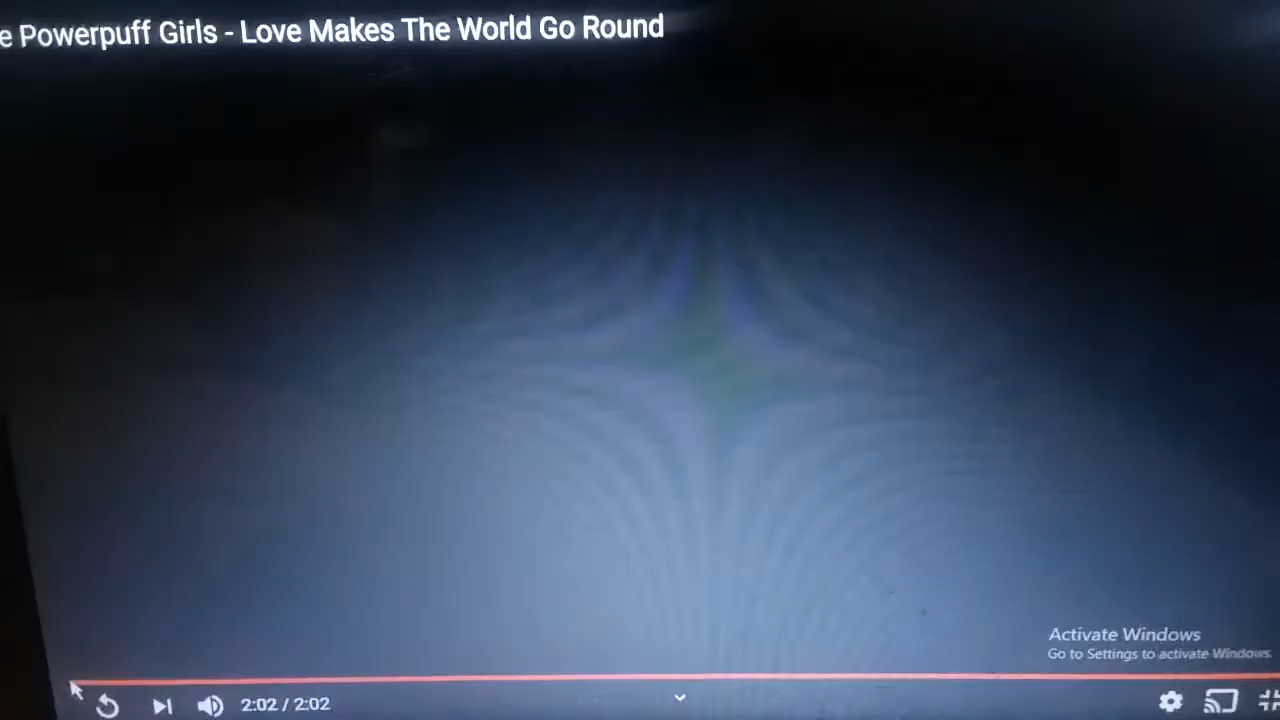 e Powerpuff Girls - Love Makes The World Go Round
Activate Windows
Go to Settings to activate Windows.
2:02 / 2:02